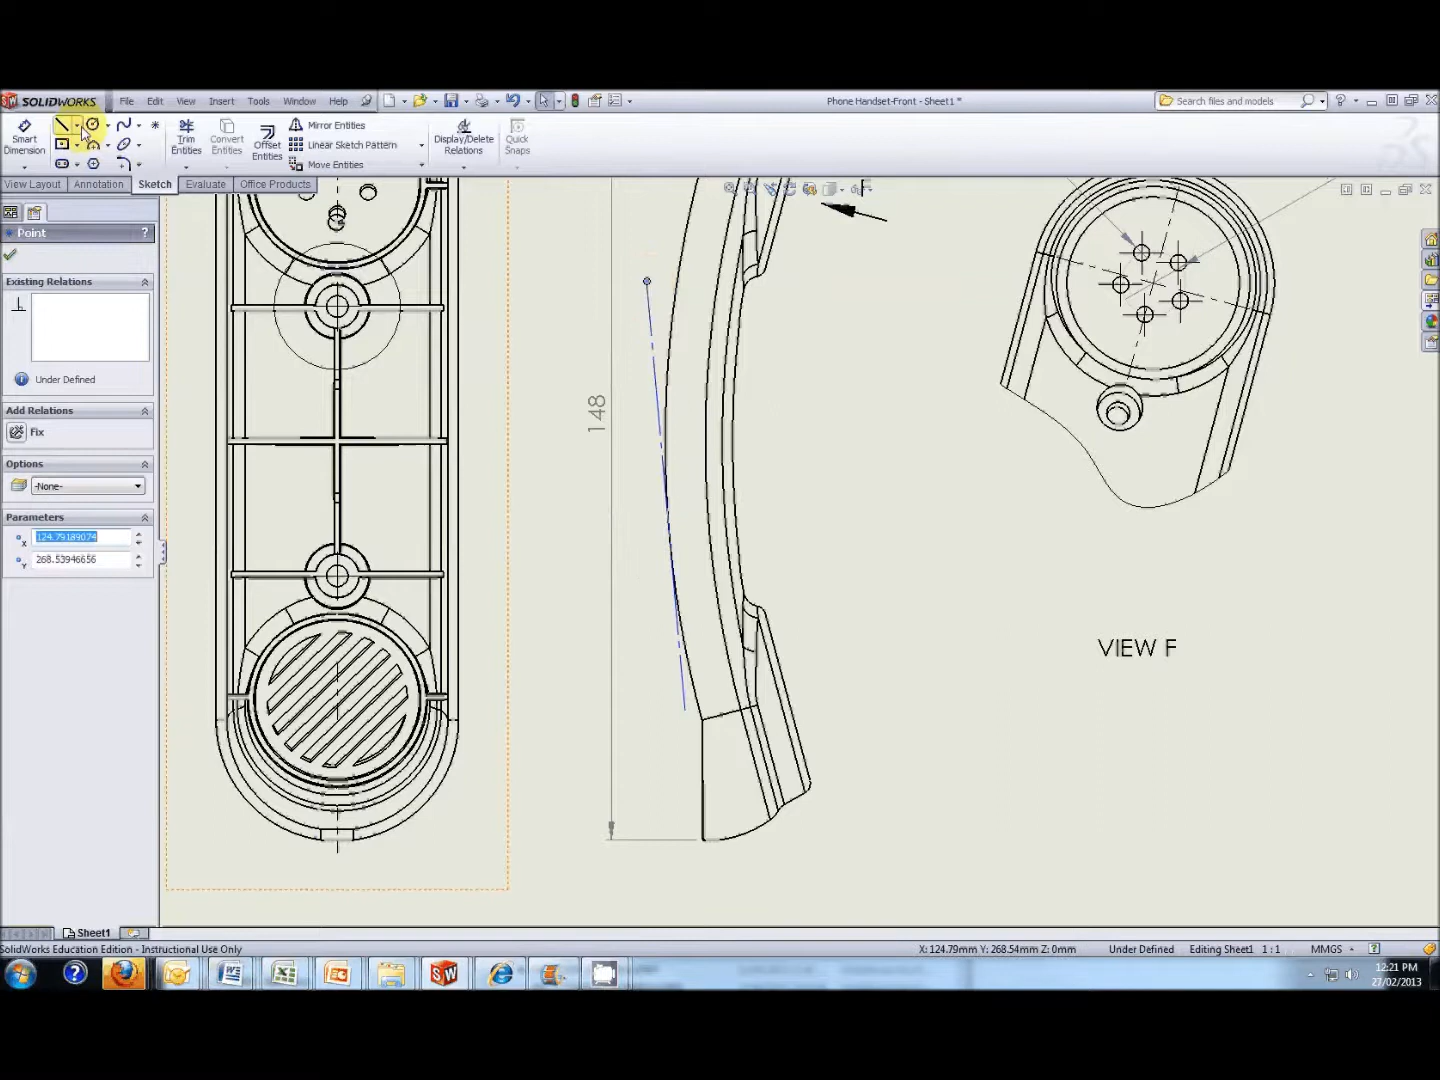 SOLIDWORKS File Edit View Insert Tools Window Help
Phone Handset-Front - Sheet1 *
Search files and models
Smart Dimension
Trim Entities
Convert Entities
Offset Entities
Mirror Entities
Linear Sketch Pattern
Move Entities
Display/Delete Relations
Quick Snaps
View Layout Annotation Sketch Evaluate Office Products
Point ?
Existing Relations
Under Defined
Add Relations
Fix
Options
-None-
Parameters
124.79189074
268.53946656
148
F
VIEW F
Sheet1
SolidWorks Education Edition - Instructional Use Only
X: 124.79mm Y: 268.54mm Z: 0mm Under Defined Editing Sheet1 1 : 1 MMGS
12:21 PM
27/02/2013